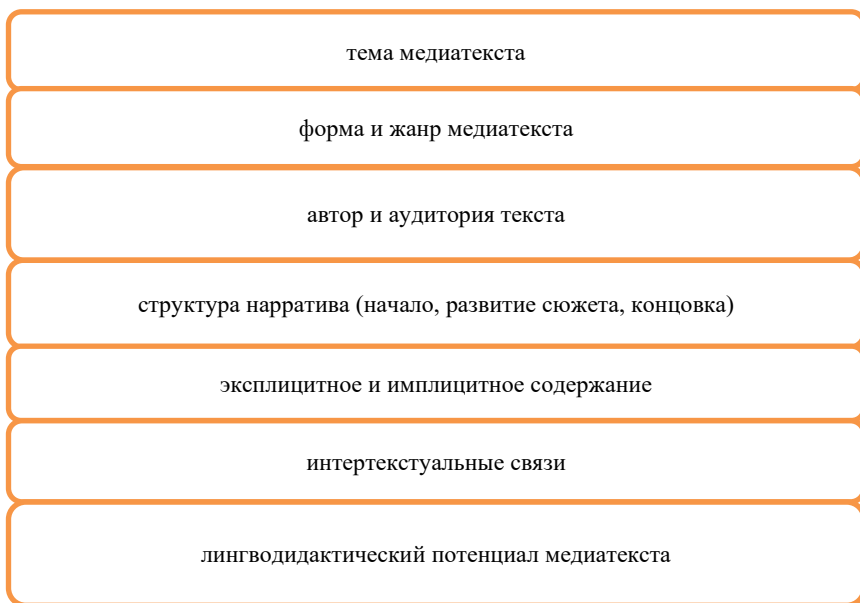 тема медиатекста
форма и жанр медиатекста
автор и аудитория текста
структура нарратива (начало, развитие сюжета, концовка)
эксплицитное и имплицитное содержание
интертекстуальные связи
лингводидактический потенциал медиатекста